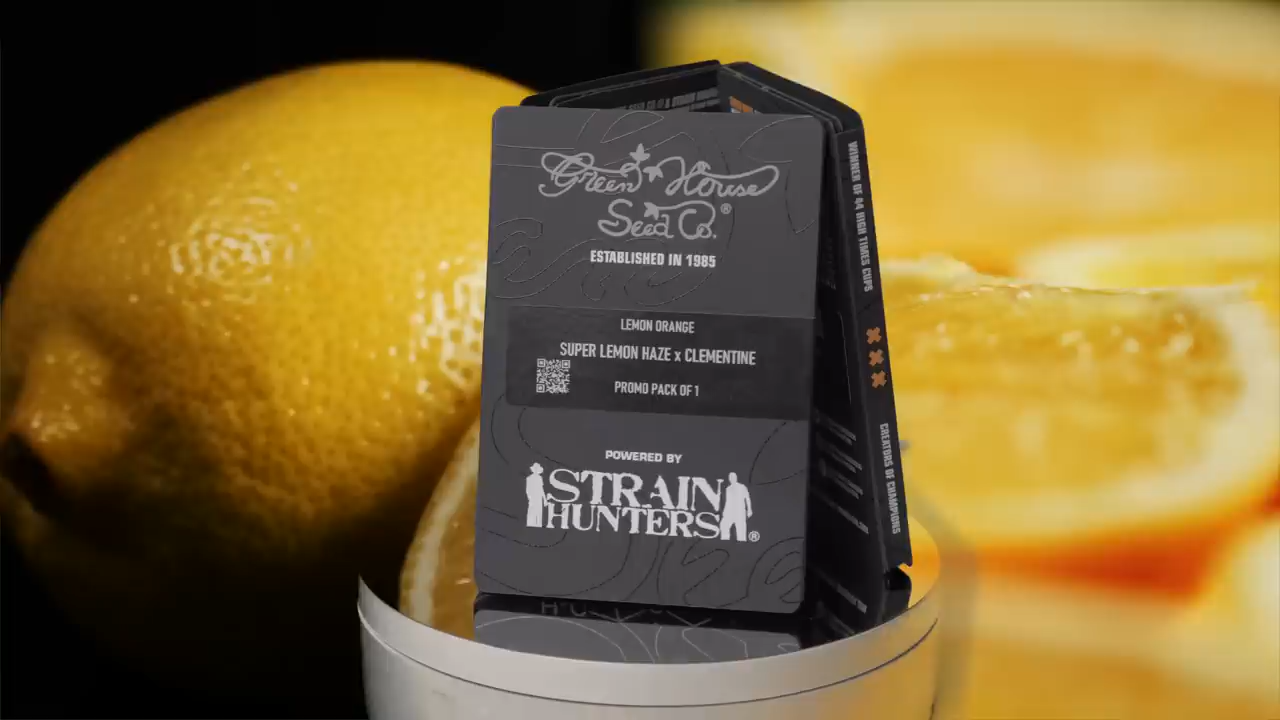 Green House
Seed Co.®
ESTABLISHED IN 1985
LEMON ORANGE
SUPER LEMON HAZE x CLEMENTINE
PROMO PACK OF 1
POWERED BY
STRAIN
HUNTERS®
WINNER OF 44 HIGH TIMES CUPS
CREATORS OF CHAMPIONS